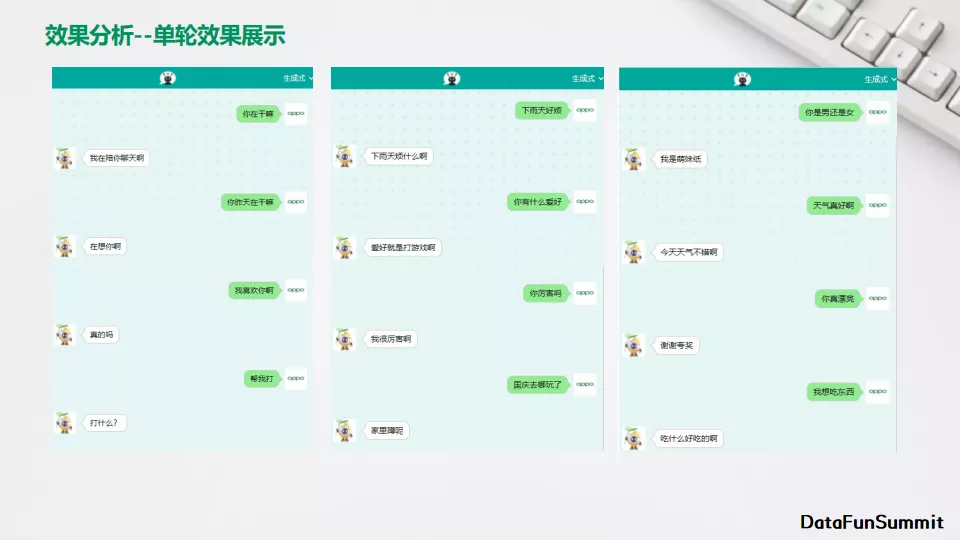 效果分析--单轮效果展示
生成式
你在干嘛
oppo
我在陪你聊天啊
你昨天在干嘛
oppo
在想你啊
我喜欢你啊
oppo
真的吗
帮我打
oppo
打什么?
生成式
下雨天好烦
oppo
下雨天烦什么啊
你有什么爱好
oppo
爱好就是打游戏啊
你厉害吗
oppo
我很厉害啊
国庆去哪玩了
oppo
家里蹲呢
生成式
你是男还是女
oppo
我是萌妹纸
天气真好啊
oppo
今天天气不错啊
你真漂亮
oppo
谢谢夸奖
我想吃东西
oppo
吃什么好吃的啊
DataFunSummit